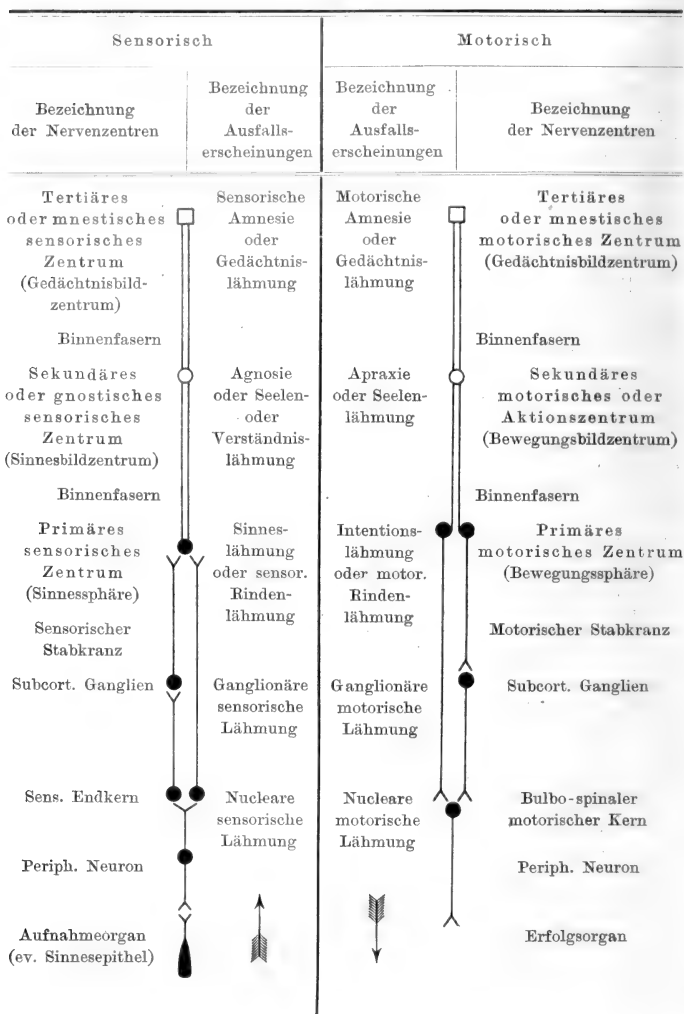 Sensorisch
Motorisch
Bezeichnung
der Nervenzentren
Bezeichnung
der
Ausfalls-
erscheinungen
Bezeichnung
der
Ausfalls-
erscheinungen
Bezeichnung
der Nervenzentren
Tertiäres
oder mnestisches
sensorisches
Zentrum
(Gedächtnisbild-
zentrum)
Sensorische
Amnesie
oder
Gedächtnis-
lähmung
Motorische
Amnesie
oder
Gedächtnis-
lähmung
Tertiäres
oder mnestisches
motorisches Zentrum
(Gedächtnisbildzentrum)
Binnenfasern
Binnenfasern
Sekundäres
oder gnostisches
sensorisches
Zentrum
(Sinnesbildzentrum)
Agnosie
oder Seelen-
oder
Verständnis-
lähmung
Apraxie
oder Seelen-
lähmung
Sekundäres
motorisches oder
Aktionszentrum
(Bewegungsbildzentrum)
Binnenfasern
Binnenfasern
Primäres
sensorisches
Zentrum
(Sinnessphäre)
Sinnes-
lähmung
oder sensor.
Rinden-
lähmung
Intentions-
lähmung
oder motor.
Rinden-
lähmung
Primäres
motorisches Zentrum
(Bewegungssphäre)
Sensorischer
Stabkranz
Motorischer Stabkranz
Subcort. Ganglien
Ganglionäre
sensorische
Lähmung
Ganglionäre
motorische
Lähmung
Subcort. Ganglien
Sens. Endkern
Nucleare
sensorische
Lähmung
Nucleare
motorische
Lähmung
Bulbo-spinaler
motorischer Kern
Periph. Neuron
Periph. Neuron
Aufnahmeorgan
(ev. Sinnesepithel)
Erfolgsorgan